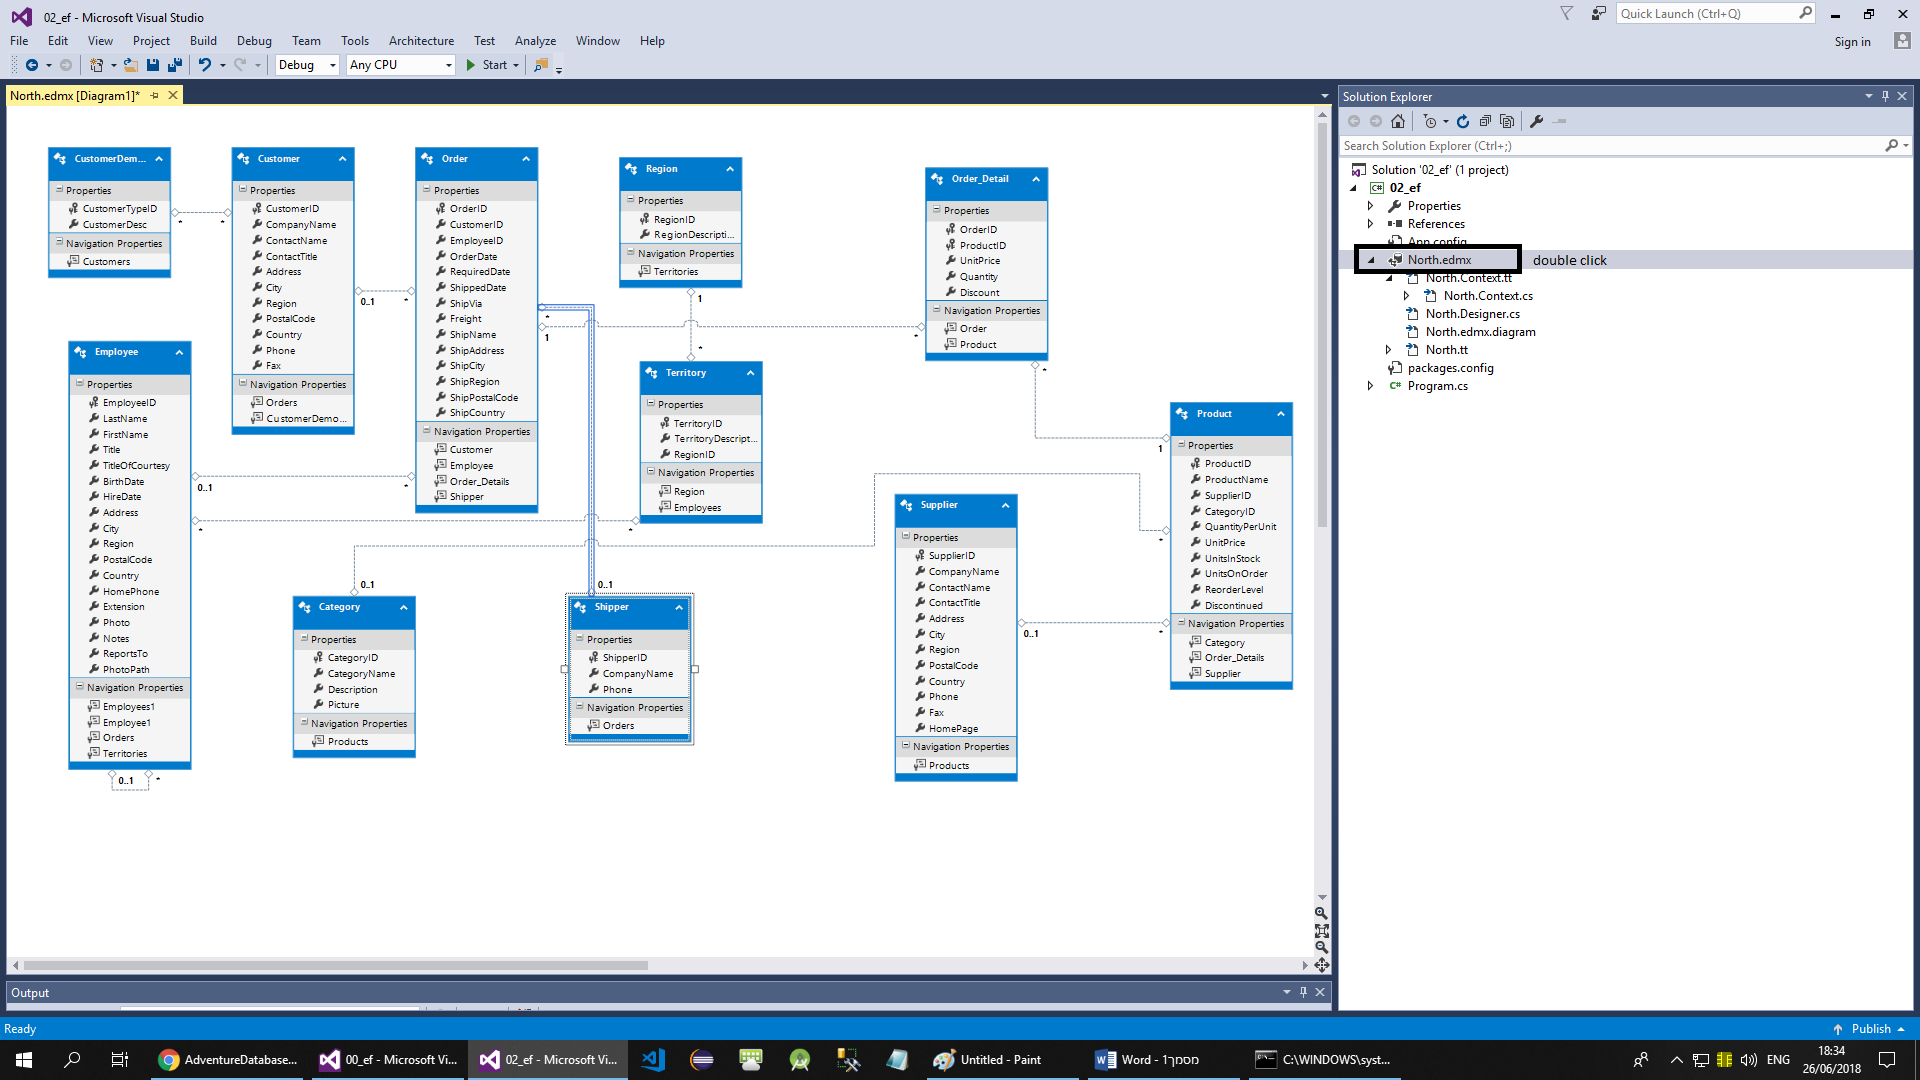 02_ef - Microsoft Visual Studio
Quick Launch (Ctrl+Q)
File Edit View Project Build Debug Team Tools Architecture Test Analyze Window Help
Sign in
Debug Any CPU Start
North.edmx [Diagram1]*
CustomerDem...
Properties
CustomerTypeID
CustomerDesc
Navigation Properties
Customers
* *
Customer
Properties
CustomerID
CompanyName
ContactName
ContactTitle
Address
City
Region
PostalCode
Country
Phone
Fax
Navigation Properties
Orders
CustomerDemo...
0..1 *
Order
Properties
OrderID
CustomerID
EmployeeID
OrderDate
RequiredDate
ShippedDate
ShipVia
Freight
ShipName
ShipAddress
ShipCity
ShipRegion
ShipPostalCode
ShipCountry
Navigation Properties
Customer
Employee
Order_Details
Shipper
*
1 *
Region
Properties
RegionID
RegionDescripti...
Navigation Properties
Territories
1
*
Order_Detail
Properties
OrderID
ProductID
UnitPrice
Quantity
Discount
Navigation Properties
Order
Product
*
1
Employee
Properties
EmployeeID
LastName
FirstName
Title
TitleOfCourtesy
BirthDate
HireDate
Address
City
Region
PostalCode
Country
HomePhone
Extension
Photo
Notes
ReportsTo
PhotoPath
Navigation Properties
Employees1
Employee1
Orders
Territories
0..1 *
0..1 *
* *
Territory
Properties
TerritoryID
TerritoryDescript...
RegionID
Navigation Properties
Region
Employees
Product
Properties
ProductID
ProductName
SupplierID
CategoryID
QuantityPerUnit
UnitPrice
UnitsInStock
UnitsOnOrder
ReorderLevel
Discontinued
Navigation Properties
Category
Order_Details
Supplier
*
Supplier
Properties
SupplierID
CompanyName
ContactName
ContactTitle
Address
City
Region
PostalCode
Country
Phone
Fax
HomePage
Navigation Properties
Products
0..1 *
0..1
Category
Properties
CategoryID
CategoryName
Description
Picture
Navigation Properties
Products
0..1
Shipper
Properties
ShipperID
CompanyName
Phone
Navigation Properties
Orders
Output
Solution Explorer
Search Solution Explorer (Ctrl+;)
Solution '02_ef' (1 project)
02_ef
Properties
References
App.config
North.edmx double click
North.Context.tt
North.Context.cs
North.Designer.cs
North.edmx.diagram
North.tt
packages.config
Program.cs
Ready
Publish
AdventureDatabase...
00_ef - Microsoft Vi...
02_ef - Microsoft Vi...
Untitled - Paint
Word - מסמך1
C:\WINDOWS\syst...
ENG
18:34
26/06/2018